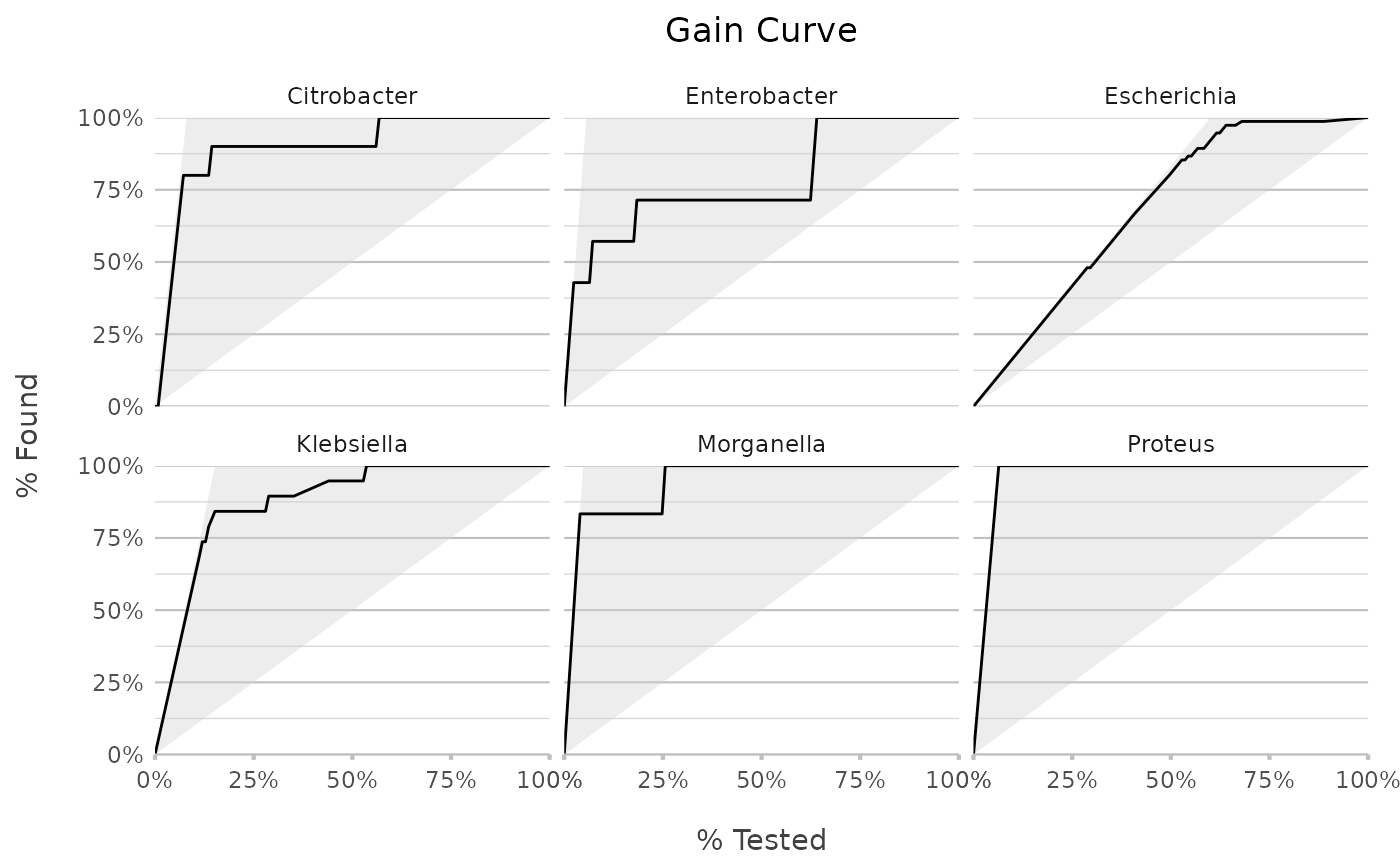 Gain Curve
Citrobacter Enterobacter Escherichia
100%
75%
50%
25%
0%
% Found
Klebsiella Morganella Proteus
100%
75%
50%
25%
0%
0% 25% 50% 75% 100% 0% 25% 50% 75% 100% 0% 25% 50% 75% 100%
% Tested